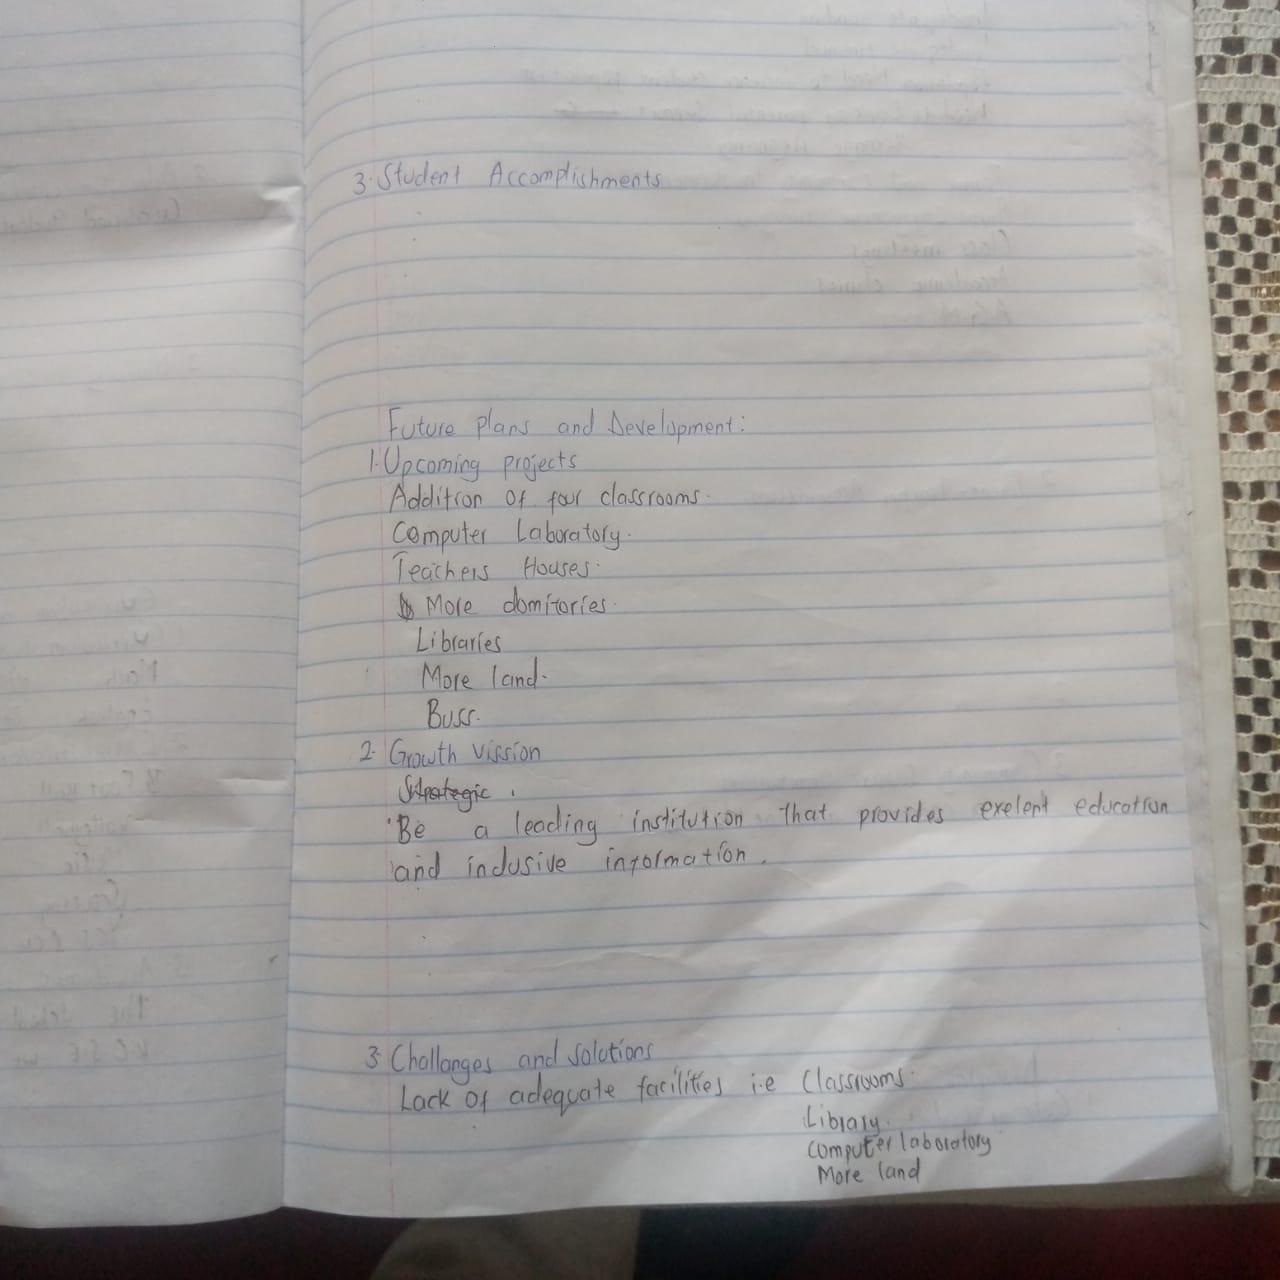 3. Student Accomplishments
Future plans and Development:
1. Upcoming projects
Addition of four classrooms.
Computer Laboratory.
Teachers Houses.
More domitories.
Libraries
More land.
Buss.
2. Growth vission
Strategic.
Be a leading institution that provides exelent education
and inclusive information.
3 Challanges and solutions
Lack of adequate facilities i.e Classrooms.
Library.
computer laboratory
More land